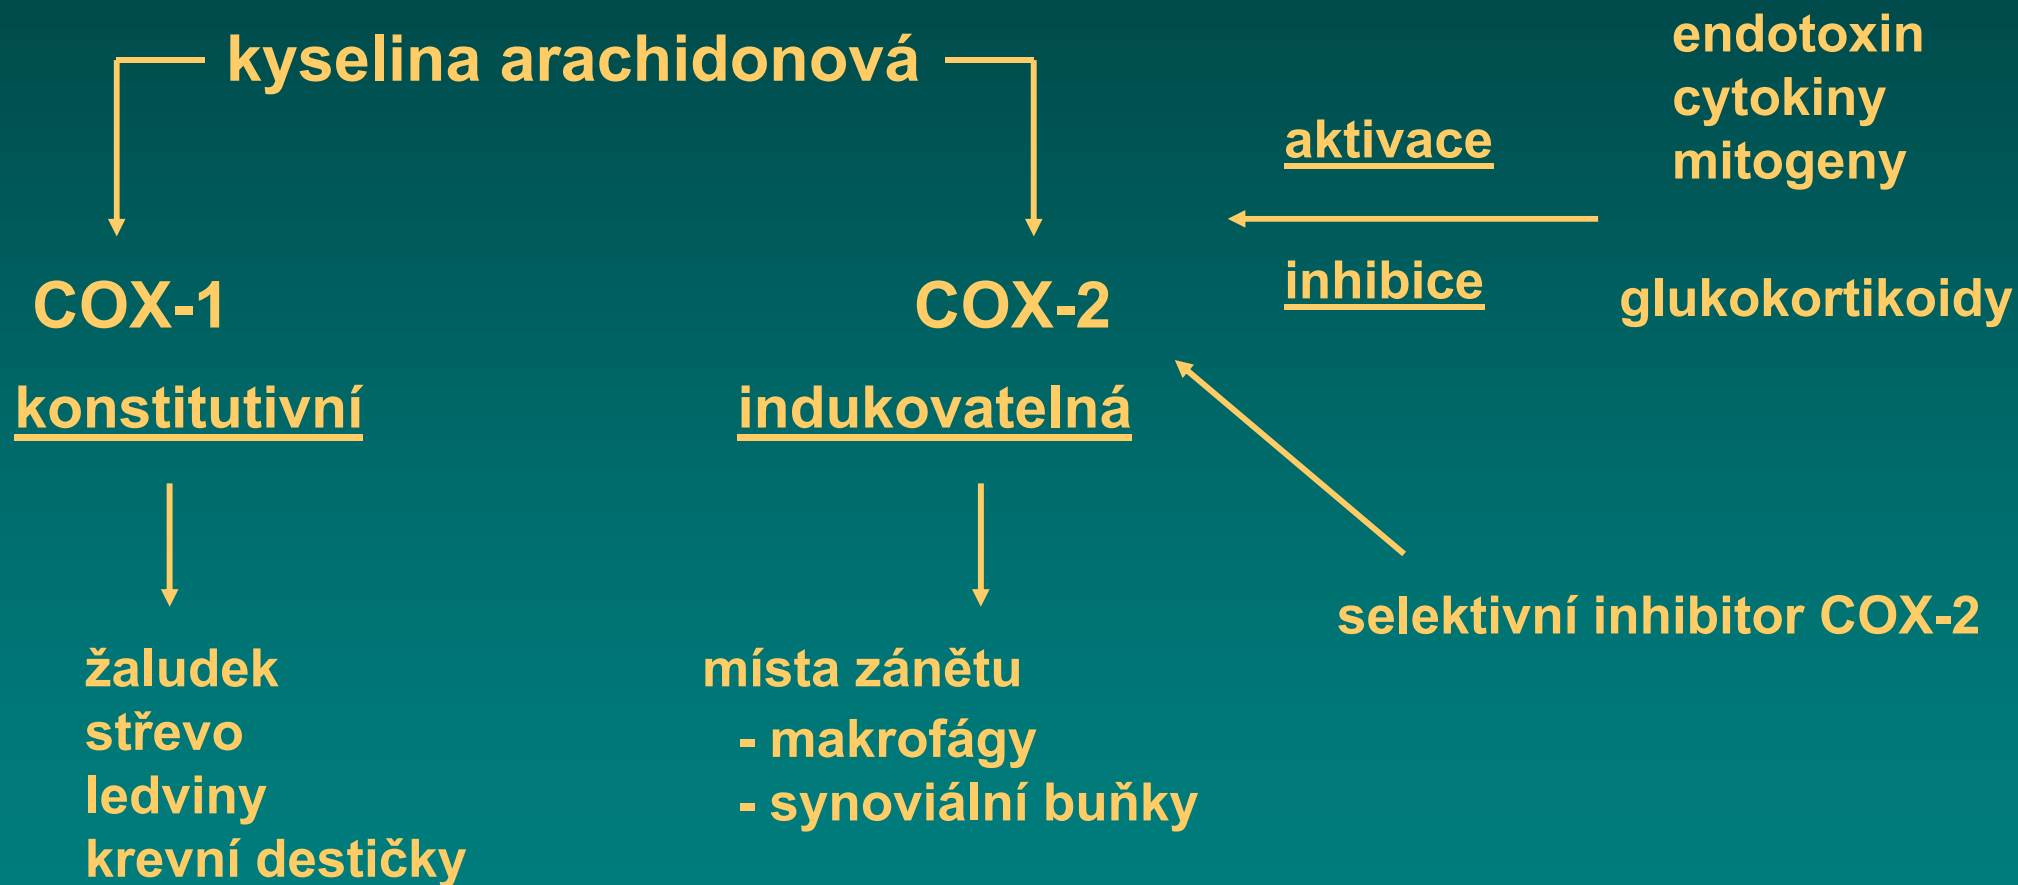 kyselina arachidonová
endotoxin
cytokiny
mitogeny
aktivace
inhibice
glukokortikoidy
COX-1
COX-2
konstitutivní
indukovatelná
selektivní inhibitor COX-2
žaludek
střevo
ledviny
krevní destičky
místa zánětu
- makrofágy
- synoviální buňky